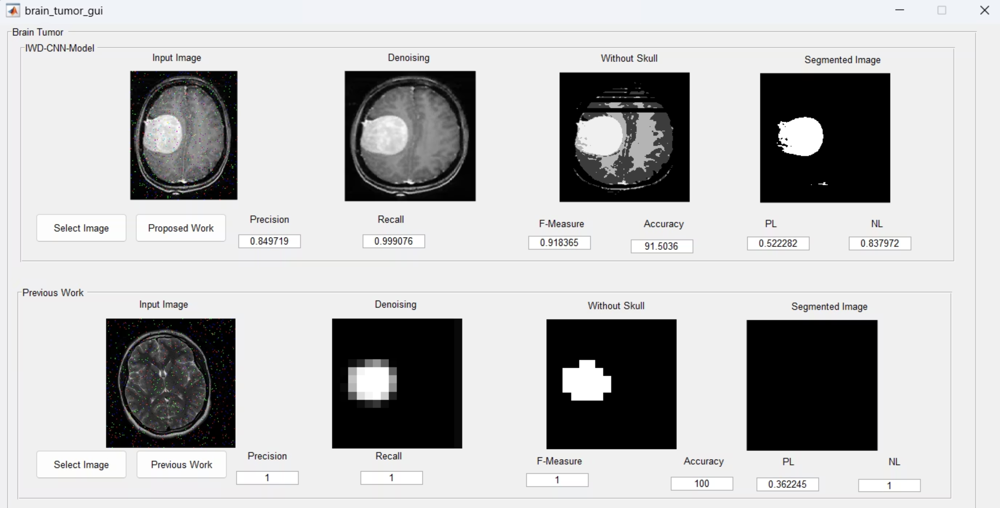 brain_tumor_gui
Brain Tumor
IWD-CNN-Model
Input Image
Denoising
Without Skull
Segmented Image
Select Image
Proposed Work
Precision
Recall
F-Measure
Accuracy
PL
NL
0.849719
0.999076
0.918365
91.5036
0.522282
0.837972
Previous Work
Input Image
Denoising
Without Skull
Segmented Image
Select Image
Previous Work
Precision
Recall
F-Measure
Accuracy
PL
NL
1
1
1
100
0.362245
1